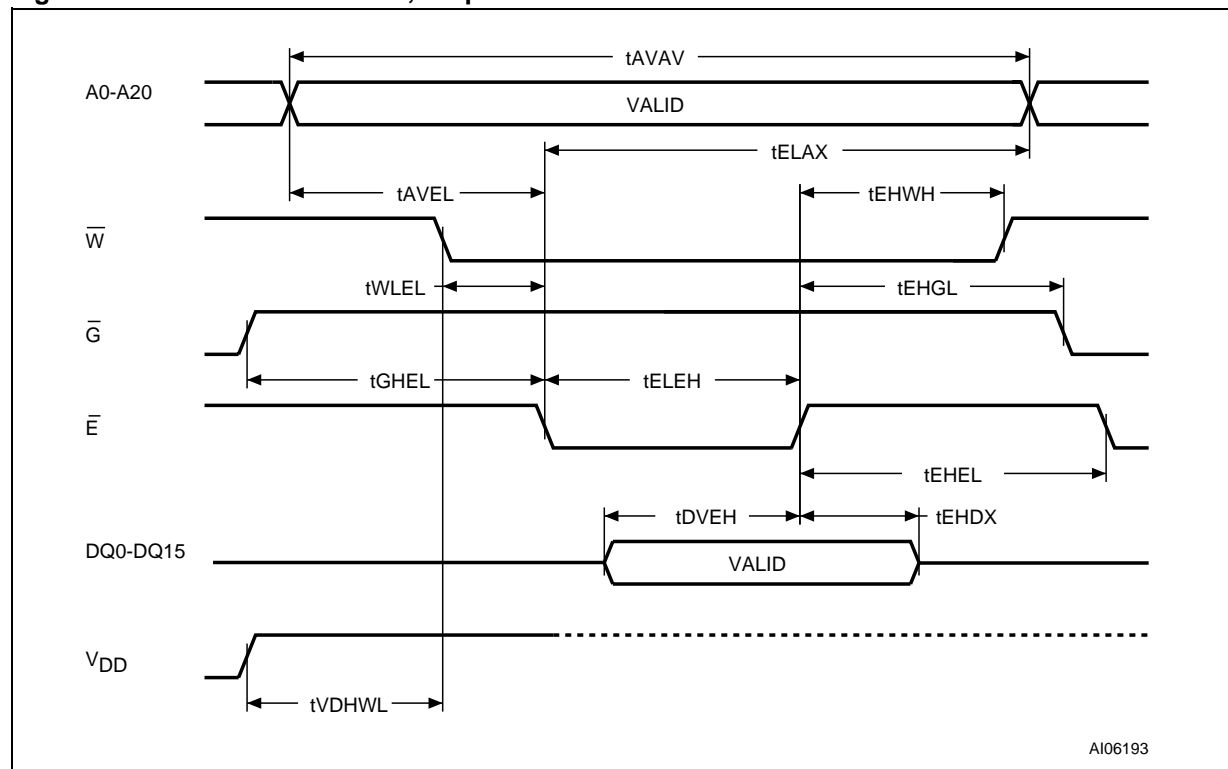 tAVAV
A0-A20
VALID
tELAX
tAVEL
tEHWH
W
tWLEL
tEHGL
G
tGHEL
tELEH
E
tEHEL
tDVEH
tEHDX
DQ0-DQ15
VALID
VDD
tVDHWL
AI06193